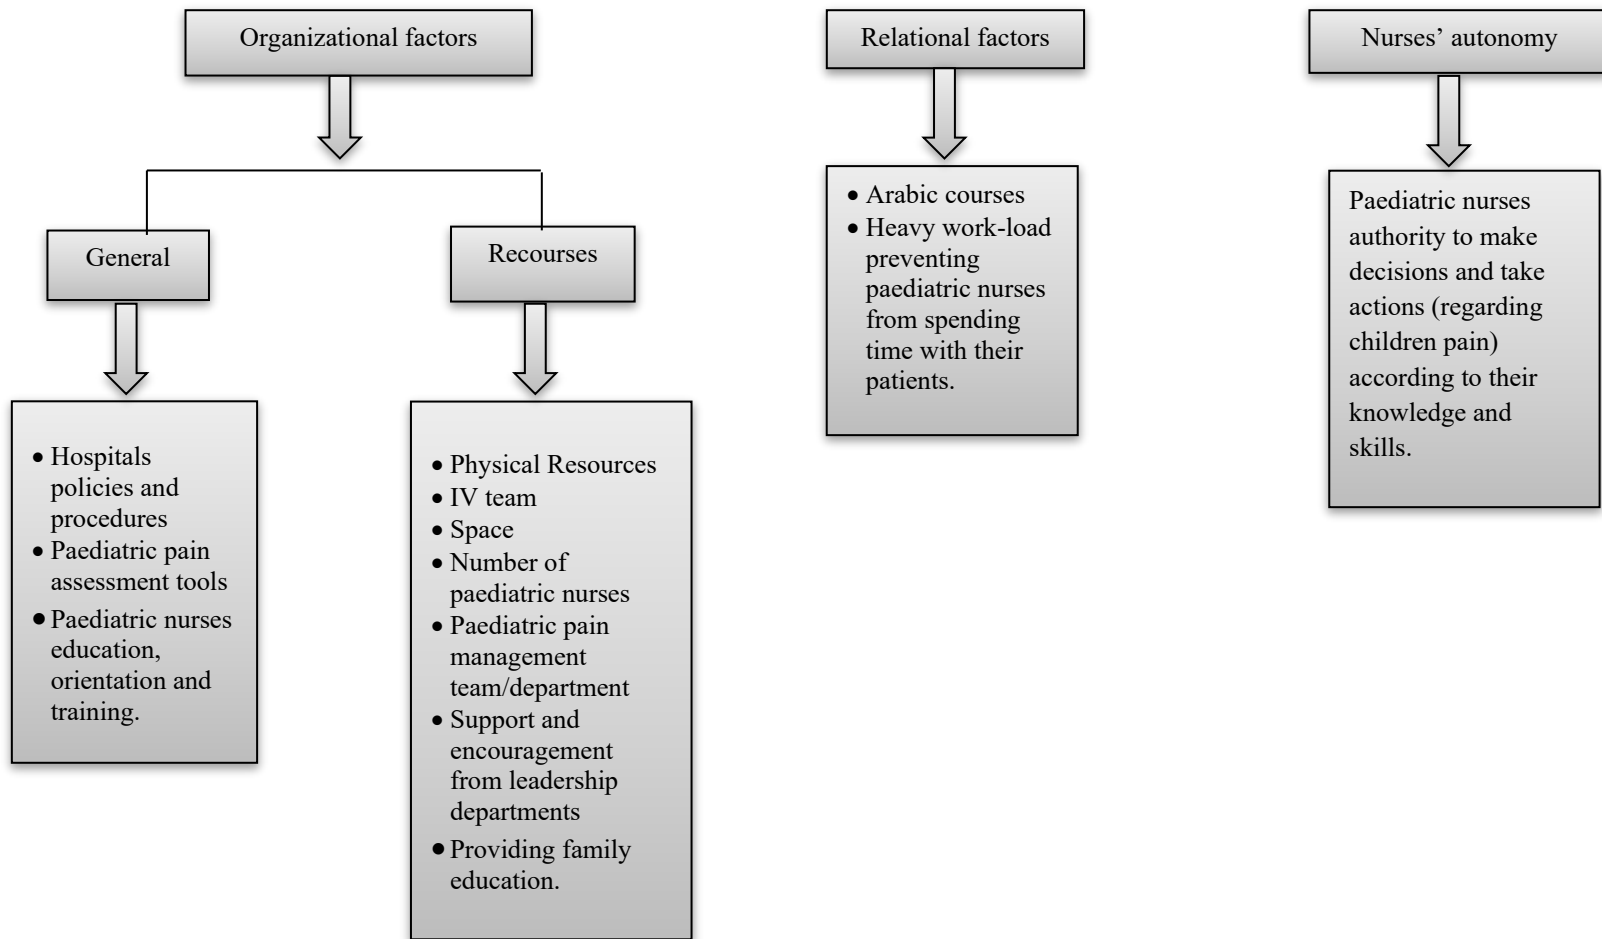 Organizational factors
Relational factors
Nurses’ autonomy
General
Recourses
• Hospitals
policies and
procedures
• Paediatric pain
assessment tools
• Paediatric nurses
education,
orientation and
training.
• Physical Resources
• IV team
• Space
• Number of
paediatric nurses
• Paediatric pain
management
team/department
• Support and
encouragement
from leadership
departments
• Providing family
education.
• Arabic courses
• Heavy work-load
preventing
paediatric nurses
from spending
time with their
patients.
Paediatric nurses
authority to make
decisions and take
actions (regarding
children pain)
according to their
knowledge and
skills.